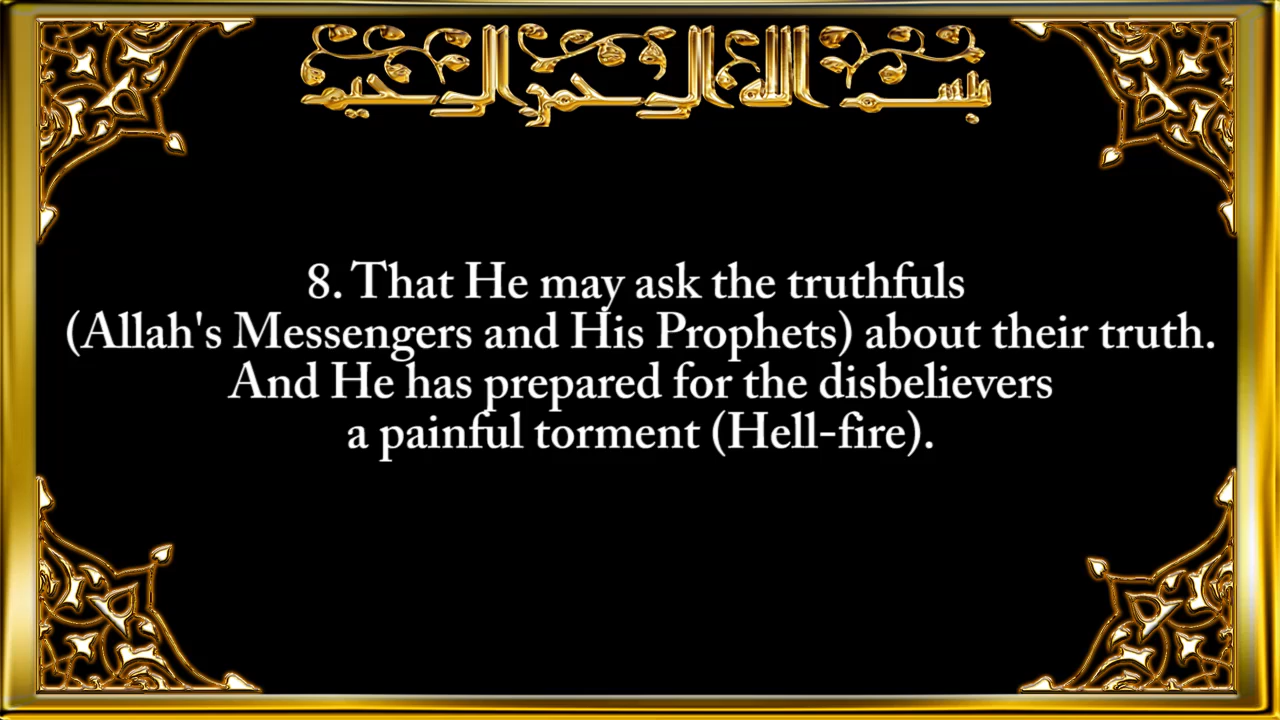 بسم الله الرحمن الرحيم
8. That He may ask the truthfuls
(Allah's Messengers and His Prophets) about their truth.
And He has prepared for the disbelievers
a painful torment (Hell-fire).